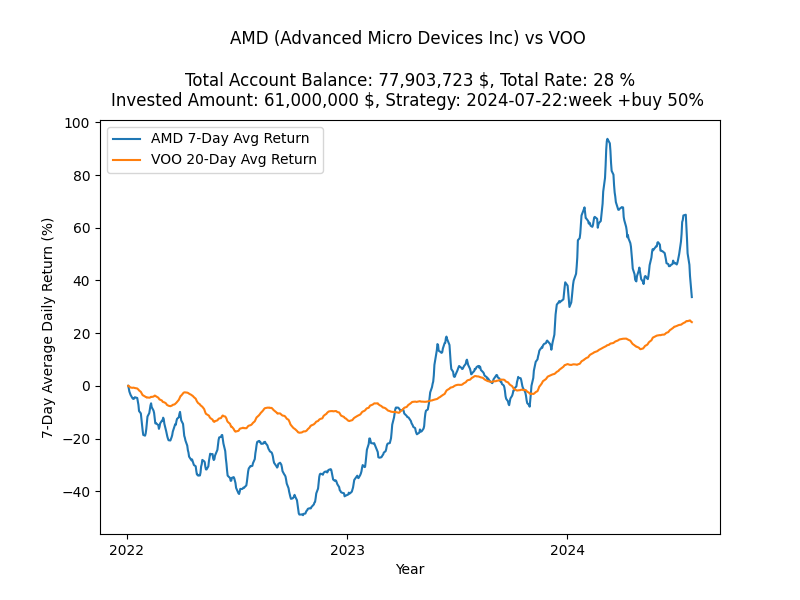 AMD (Advanced Micro Devices Inc) vs VOO
Total Account Balance: 77,903,723 $, Total Rate: 28 %
Invested Amount: 61,000,000 $, Strategy: 2024-07-22:week +buy 50%
AMD 7-Day Avg Return
VOO 20-Day Avg Return
7-Day Average Daily Return (%)
100
80
60
40
20
0
−20
−40
2022
2023
2024
Year